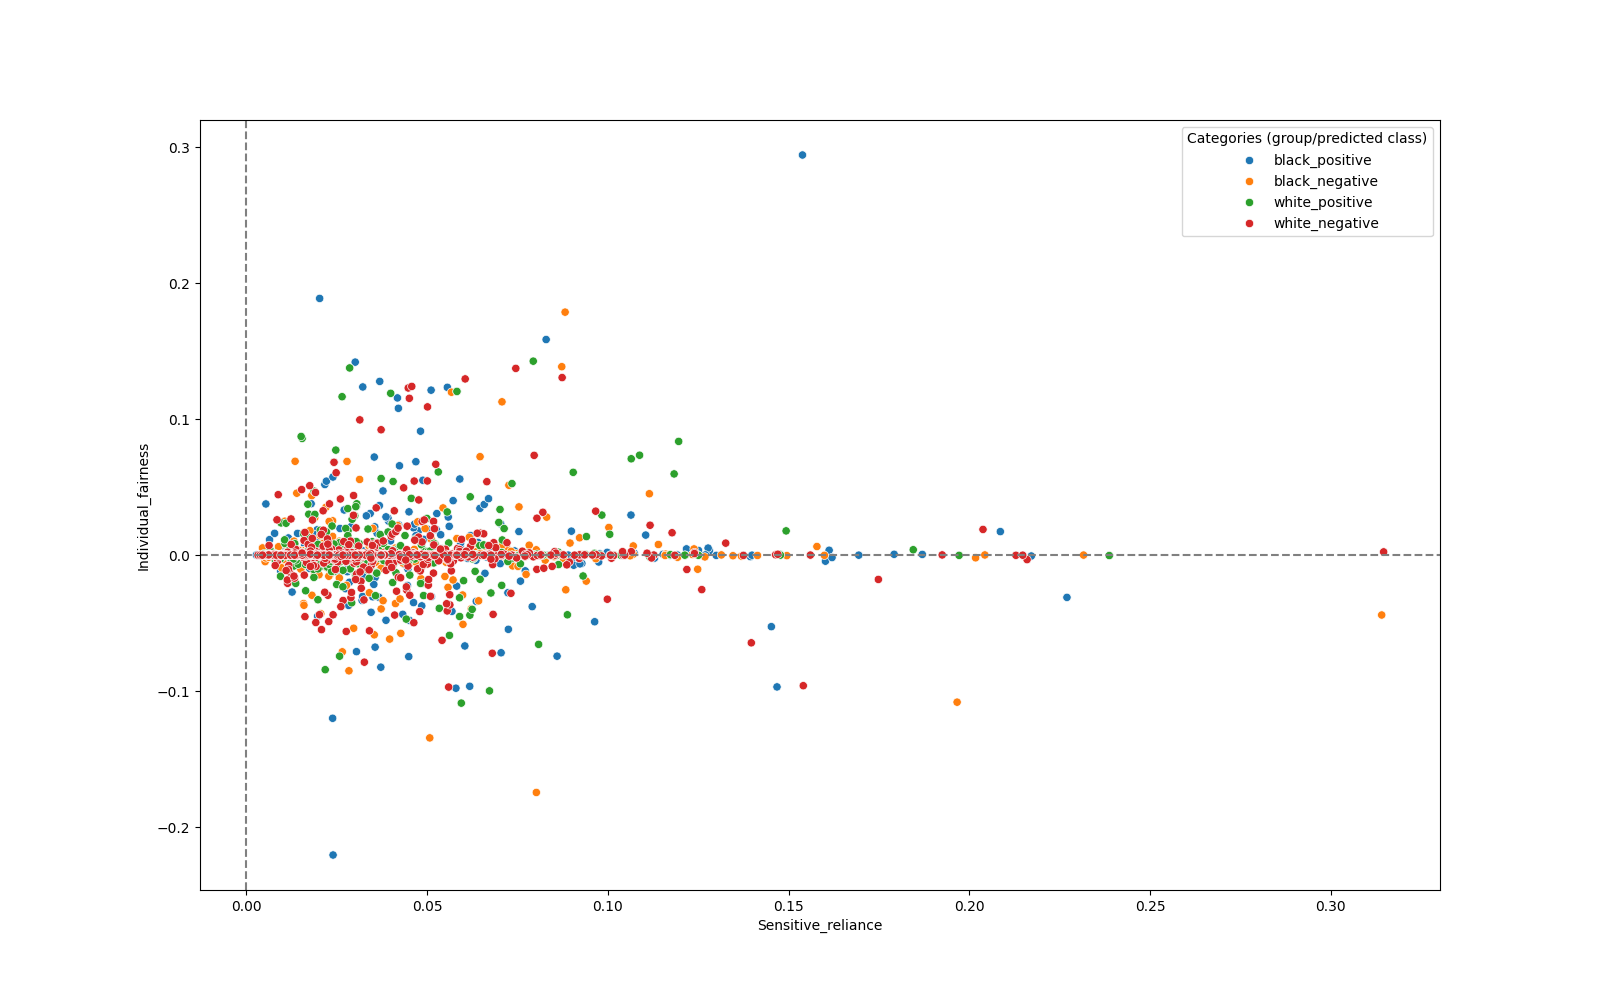 Categories (group/predicted class)
black_positive
black_negative
white_positive
white_negative
0.3
0.2
0.1
0.0
−0.1
−0.2
Individual_fairness
0.00 0.05 0.10 0.15 0.20 0.25 0.30
Sensitive_reliance